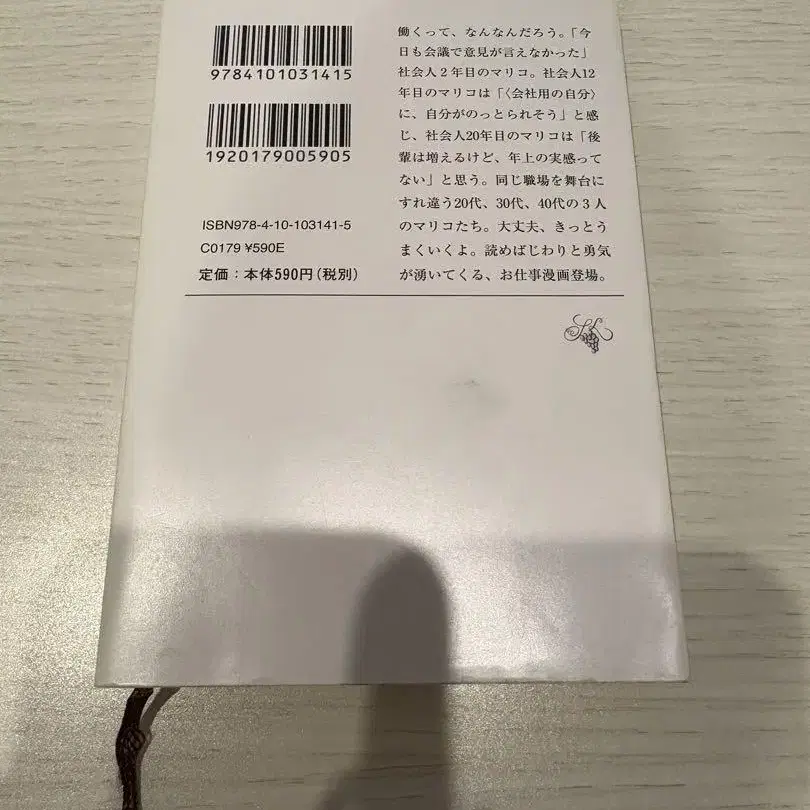 9784101031415
1920179005905
ISBN978-4-10-103141-5
C0179 ¥590E
定価：本体590円（税別）
働くって、なんなんだろう。「今
日も会議で意見が言えなかった」
社会人２年目のマリコ。社会人12
年目のマリコは「〈会社用の自分〉
に、自分がのっとられそう」と感
じ、社会人20年目のマリコは「後
輩は増えるけど、年上の実感って
ない」と思う。同じ職場を舞台に
すれ違う20代、30代、40代の３人
のマリコたち。大丈夫、きっとう
まくいくよ。読めばじわりと勇気
が湧いてくる、お仕事漫画登場。